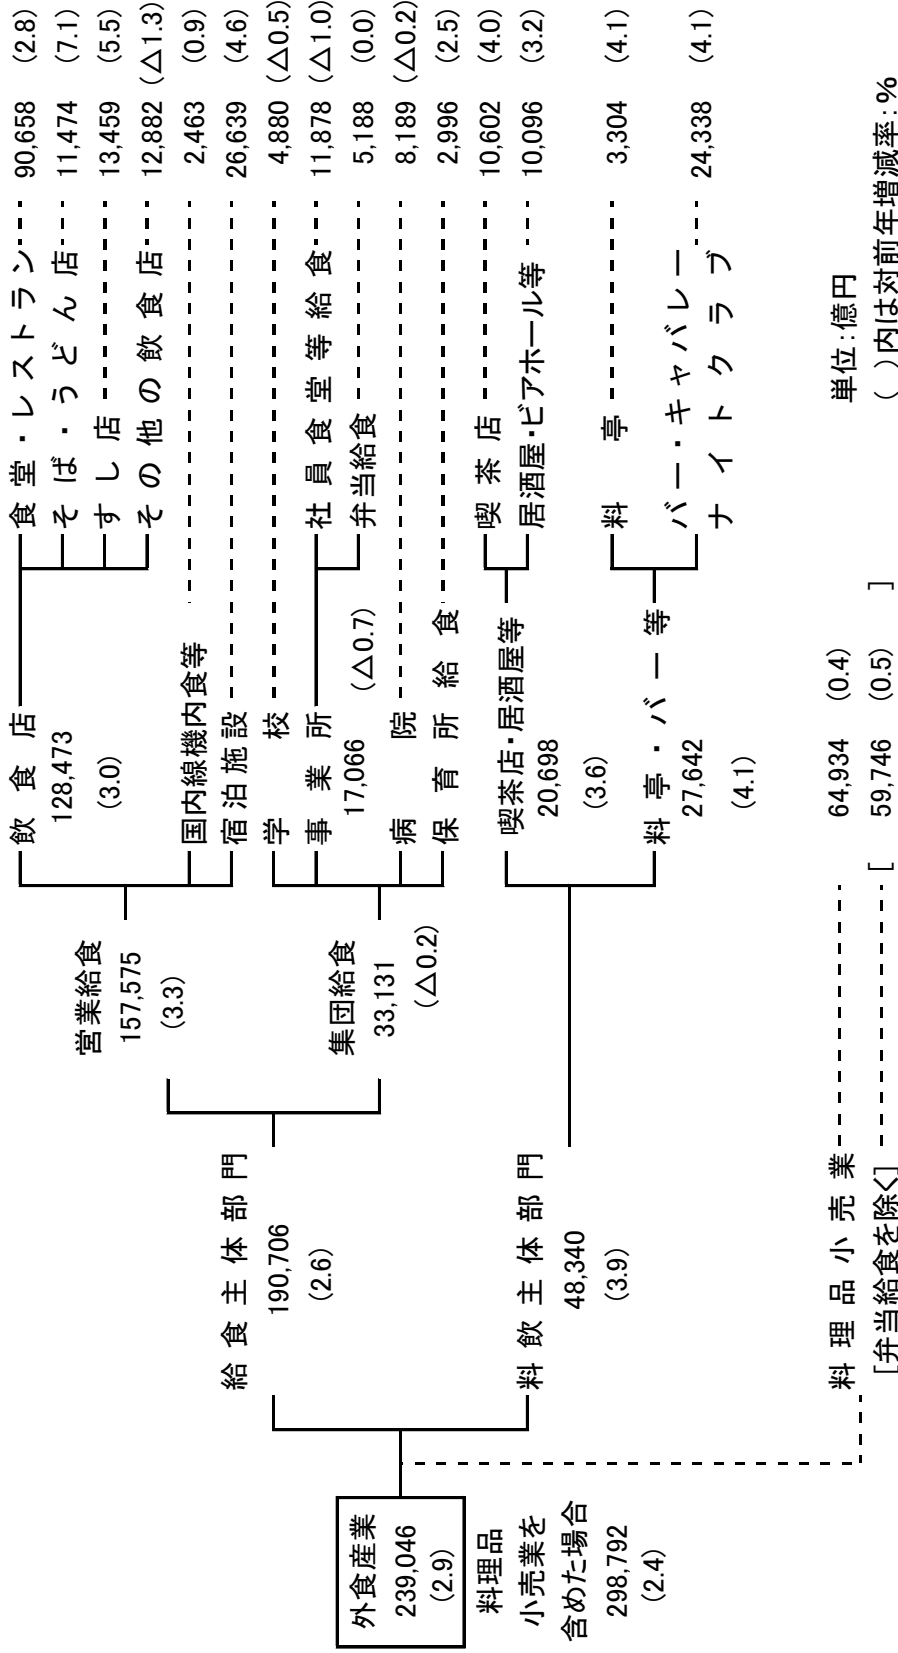 外食産業
239,046
(2.9)
料理品
小売業を
含めた場合
298,792
(2.4)
給食主体部門
190,706
(2.6)
料飲主体部門
48,340
(3.9)
営業給食
157,575
(3.3)
集団給食
33,131
(△0.2)
飲食店
128,473
(3.0)
国内線機内食等 2,463 (0.9)
宿泊施設 26,639 (4.6)
学校 4,880 (△0.5)
事業所
17,066
(△0.7)
病院 8,189 (△0.2)
保育所給食 2,996 (2.5)
喫茶店・居酒屋等
20,698
(3.6)
料亭・バー等
27,642
(4.1)
食堂・レストラン 90,658 (2.8)
そば・うどん店 11,474 (7.1)
すし店 13,459 (5.5)
その他の飲食店 12,882 (△1.3)
社員食堂等給食 11,878 (△1.0)
弁当給食 5,188 (0.0)
喫茶店 10,602 (4.0)
居酒屋・ビアホール等 10,096 (3.2)
料亭 3,304 (4.1)
バー・キャバレー
ナイトクラブ 24,338 (4.1)
料理品小売業 64,934 (0.4)
[弁当給食を除く] [ 59,746 (0.5) ]
単位:億円
( )内は対前年増減率:%